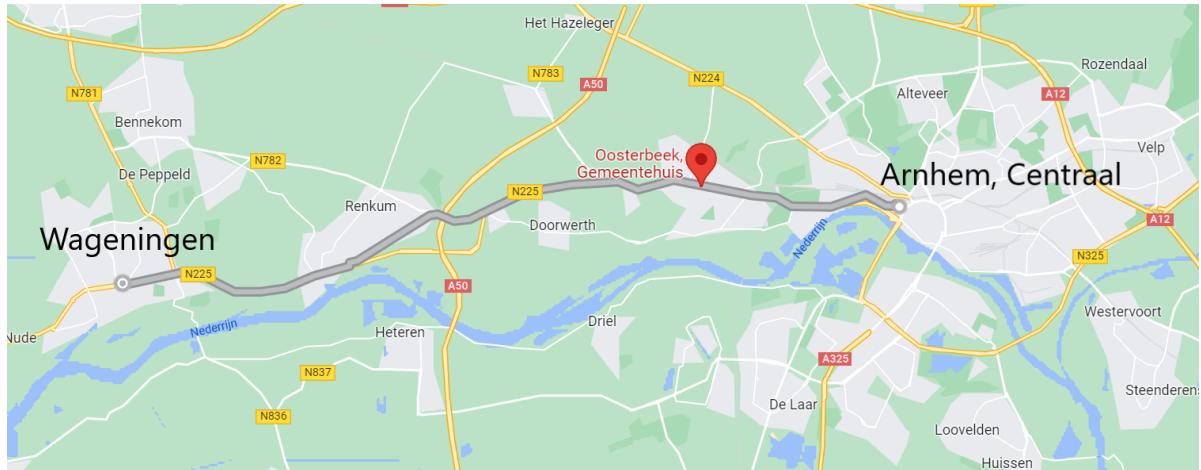 Het Hazeleger
Rozendaal
N783
N224
A50
N781
A12
Alteveer
Bennekom
Velp
N782
Oosterbeek,
Gemeentehuis
De Peppeld
Arnhem, Centraal
N225
Renkum
Doorwerth
A12
Wageningen
Nederrijn
N325
N225
A50
Westervoort
Nederrijn
Driel
Nude
Heteren
A325
N837
Steenderens
De Laar
N836
Loovelden
Huissen